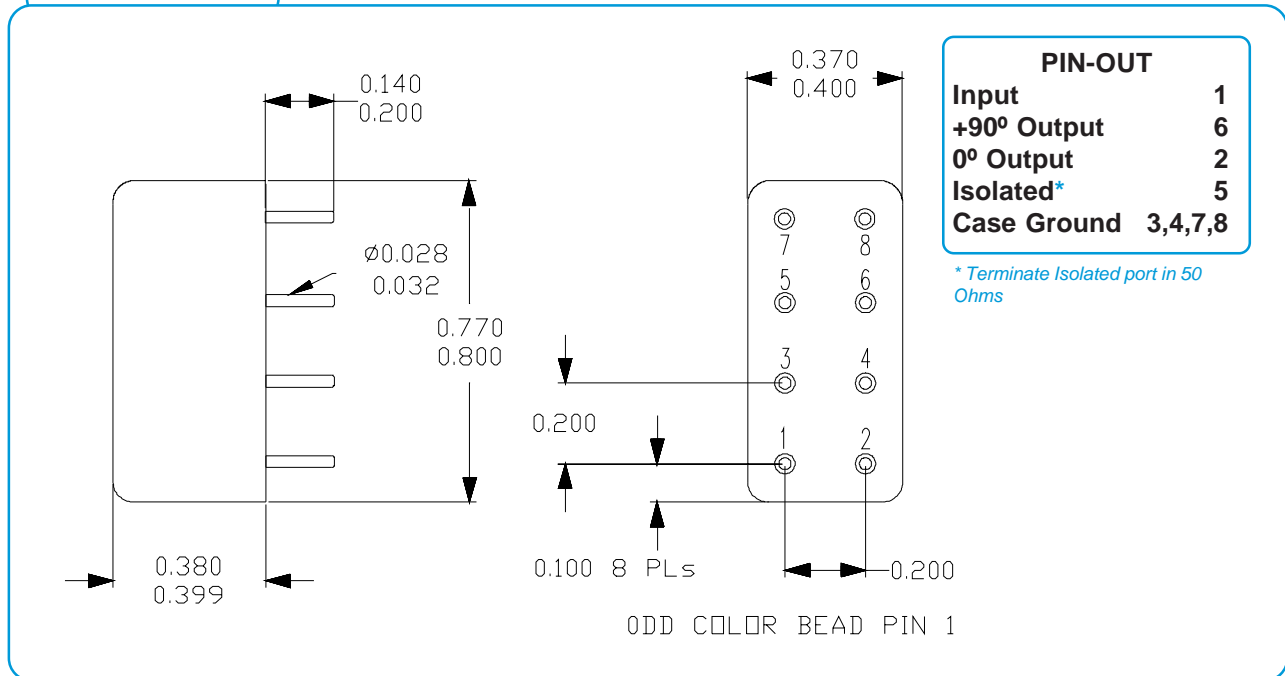 0.140
0.200
Ø0.028
0.032
0.770
0.800
0.380
0.399
0.370
0.400
7 8
5 6
3 4
1 2
0.200
0.100 8 PLs
0.200
ODD COLOR BEAD PIN 1
PIN-OUT
Input 1
+90º Output 6
0º Output 2
Isolated* 5
Case Ground 3,4,7,8
* Terminate Isolated port in 50
Ohms